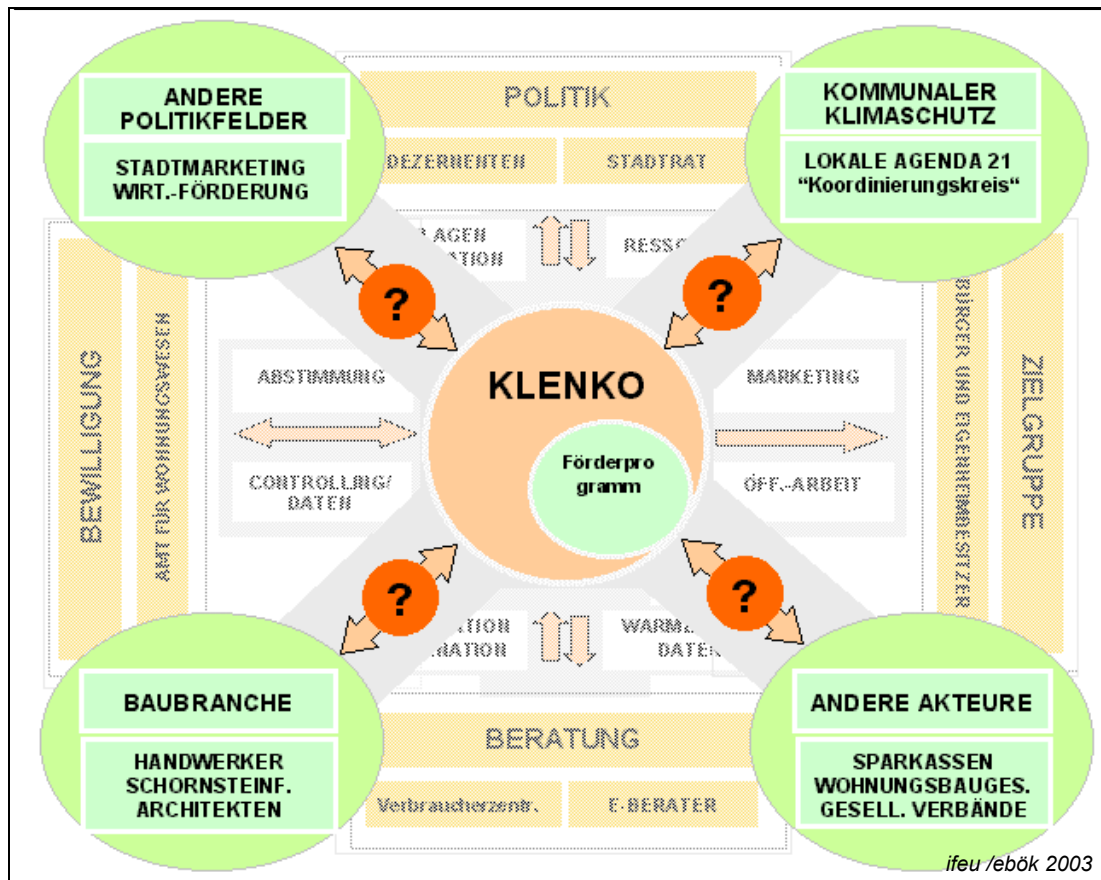 ANDERE
POLITIKFELDER
STADTMARKETING
WIRT.-FÖRDERUNG
POLITIK
DEZERNENTEN
STADTRAT
KOMMUNALER
KLIMASCHUTZ
LOKALE AGENDA 21
“Koordinierungskreis“
?
?
BEWILLIGUNG
AMT FÜR WOHNUNGSWESEN
ABSTIMMUNG
CONTROLLING/
DATEN
KLENKO
Förderpro
gramm
MARKETING
ÖFF.-ARBEIT
BÜRGER UND EIGENHEIMBESITZER
ZIELGRUPPE
?
?
DATEN
BAUBRANCHE
HANDWERKER
SCHORNSTEINF.
ARCHITEKTEN
BERATUNG
Verbraucherzentr.
E-BERATER
ANDERE AKTEURE
SPARKASSEN
WOHNUNGSBAUGES.
GESELL. VERBÄNDE
ifeu /ebök 2003